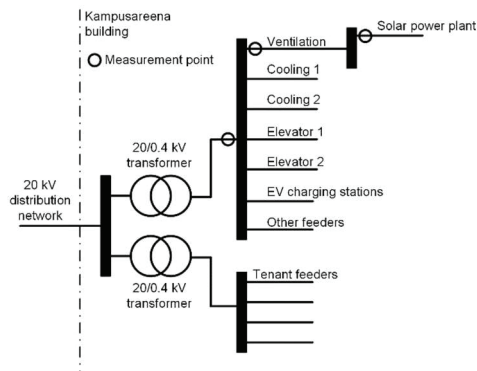 Kampusareena
building
Measurement point
Solar power plant
Ventilation
Cooling 1
Cooling 2
Elevator 1
Elevator 2
EV charging stations
Other feeders
20/0.4 kV
transformer
20 kV
distribution
network
20/0.4 kV
transformer
Tenant feeders